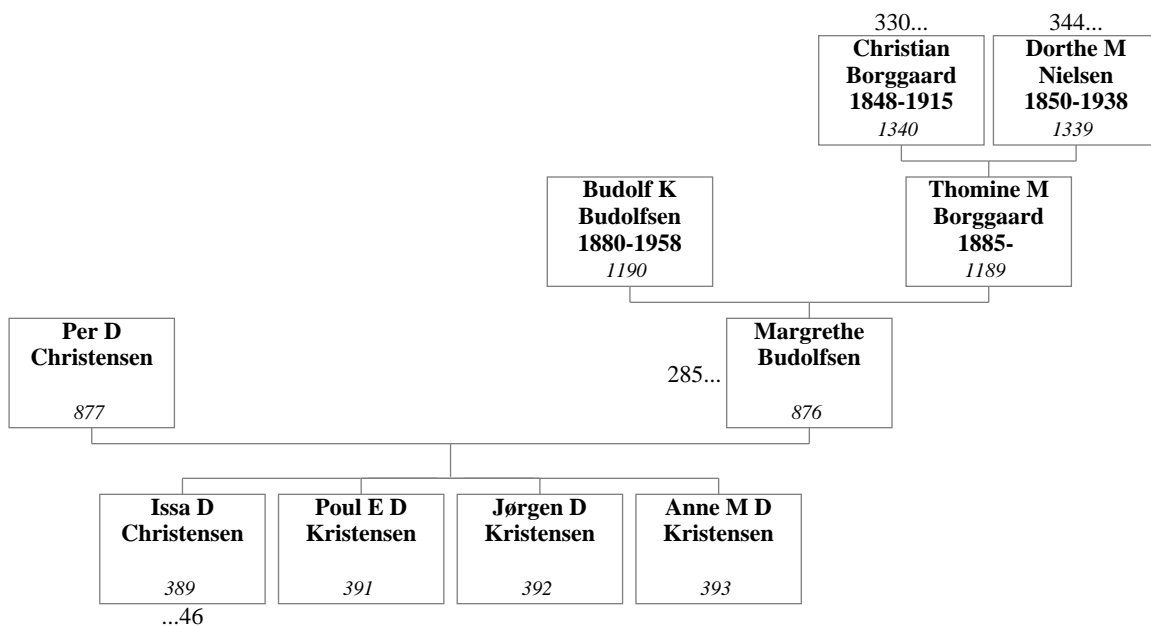 330...
344...
Christian
Borggaard
1848-1915
1340
Dorthe M
Nielsen
1850-1938
1339
Budolf K
Budolfsen
1880-1958
1190
Thomine M
Borggaard
1885-
1189
Per D
Christensen
877
285...
Margrethe
Budolfsen
876
Issa D
Christensen
389
...46
Poul E D
Kristensen
391
Jørgen D
Kristensen
392
Anne M D
Kristensen
393